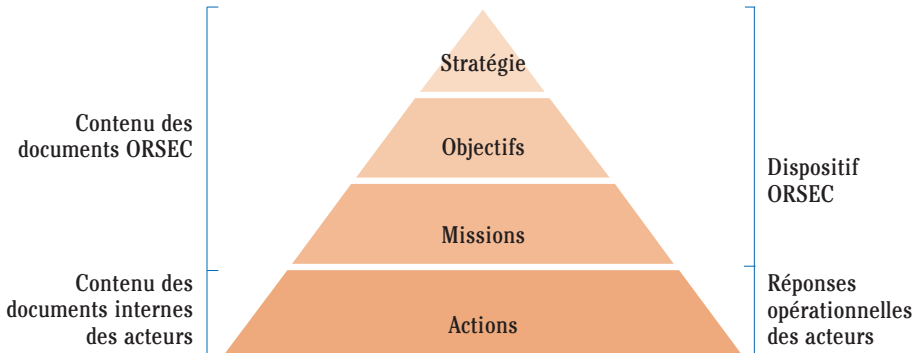 Stratégie
Contenu des
documents ORSEC
Objectifs
Dispositif
ORSEC
Missions
Contenu des
documents internes
des acteurs
Actions
Réponses
opérationnelles
des acteurs